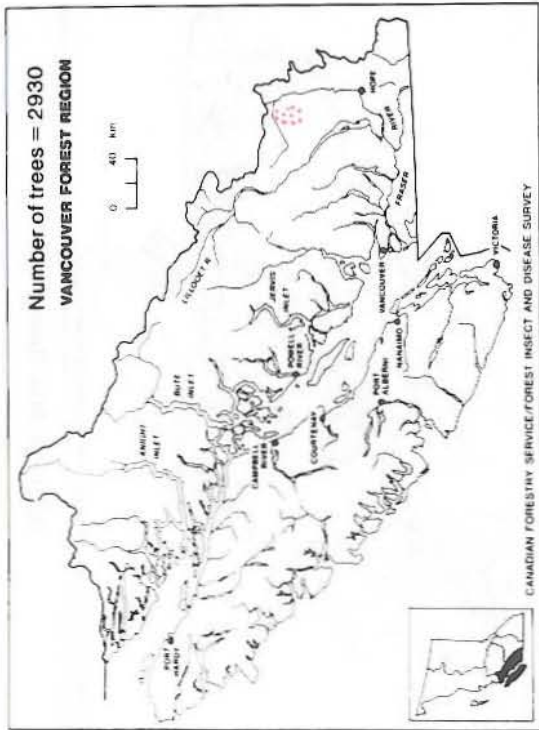 Number of trees = 2930
VANCOUVER FOREST REGION
0 40 km
LILLOOET R
KNIGHT
INLET
BUTE
INLET
JERVIS
INLET
POWELL
RIVER
PORT
HARDY
CAMPBELL
RIVER
COURTENAY
PORT
ALBERNI
NANAIMO
VANCOUVER
FRASER
RIVER
HOPE
VICTORIA
CANADIAN FORESTRY SERVICE/FOREST INSECT AND DISEASE SURVEY